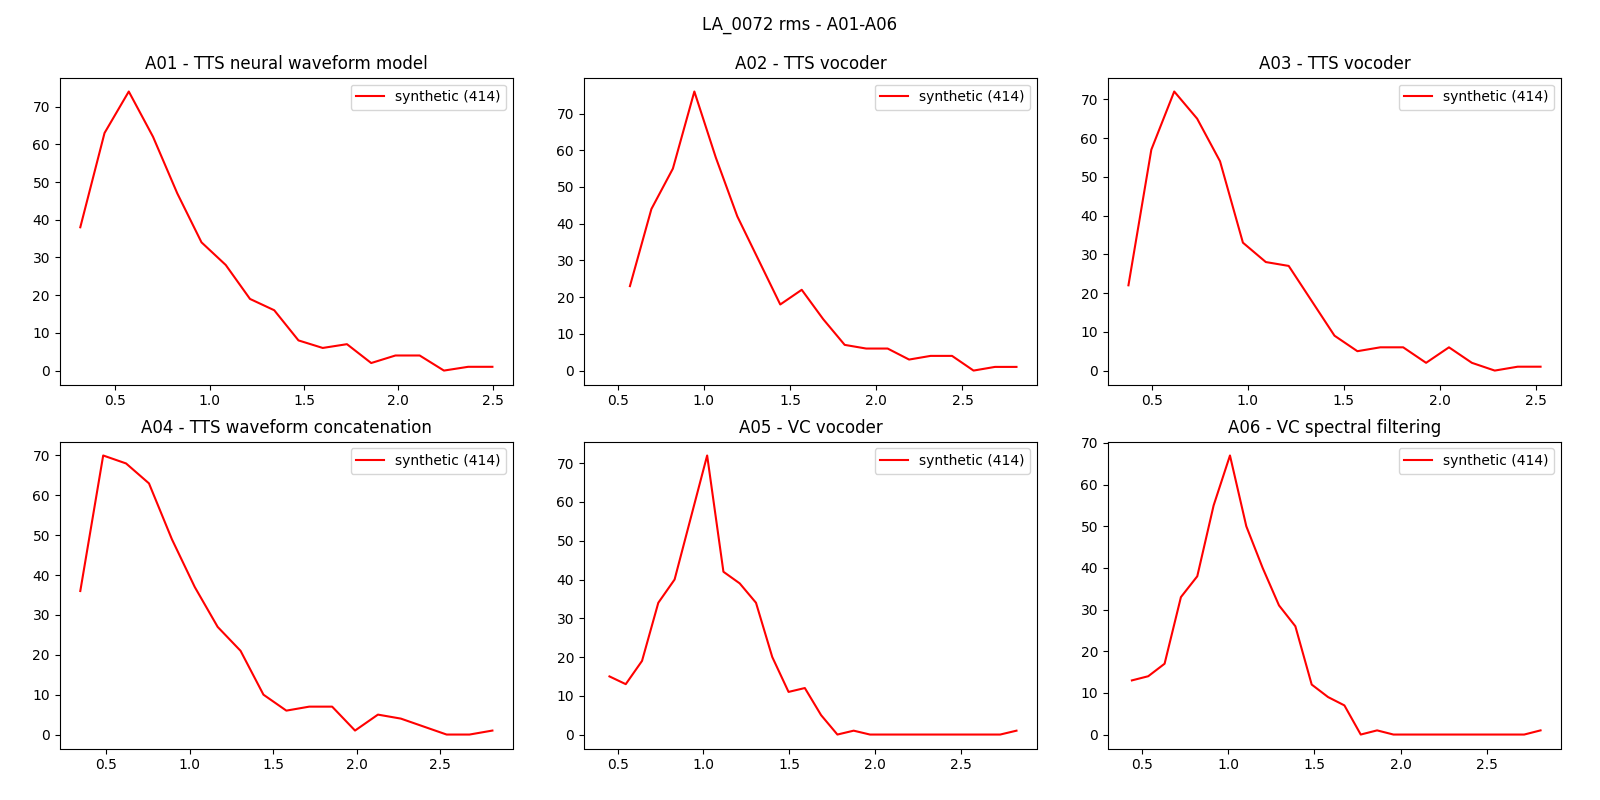 LA_0072 rms - A01-A06
A01 - TTS neural waveform model
synthetic (414)
70
60
50
40
30
20
10
0
0.5 1.0 1.5 2.0 2.5
A02 - TTS vocoder
synthetic (414)
70
60
50
40
30
20
10
0
0.5 1.0 1.5 2.0 2.5
A03 - TTS vocoder
synthetic (414)
70
60
50
40
30
20
10
0
0.5 1.0 1.5 2.0 2.5
A04 - TTS waveform concatenation
synthetic (414)
70
60
50
40
30
20
10
0
0.5 1.0 1.5 2.0 2.5
A05 - VC vocoder
synthetic (414)
70
60
50
40
30
20
10
0
0.5 1.0 1.5 2.0 2.5
A06 - VC spectral filtering
synthetic (414)
70
60
50
40
30
20
10
0
0.5 1.0 1.5 2.0 2.5